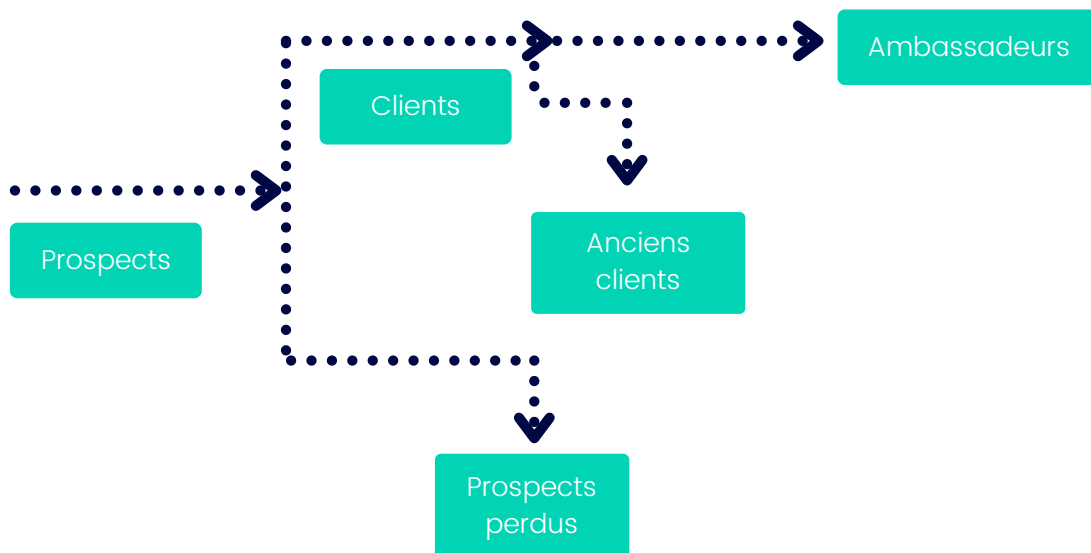 Ambassadeurs
Clients
Prospects
Anciens
clients
Prospects
perdus